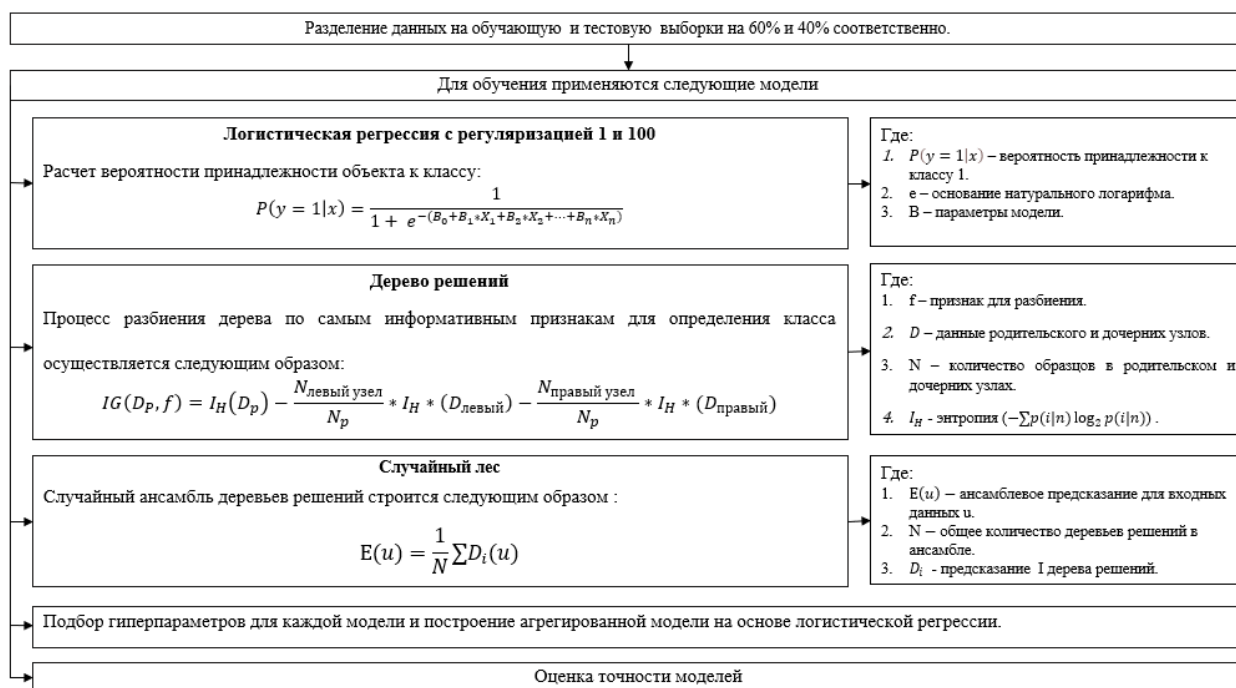 Разделение данных на обучающую и тестовую выборки на 60% и 40% соответственно.
Для обучения применяются следующие модели
Логистическая регрессия с регуляризацией 1 и 100
Расчет вероятности принадлежности объекта к классу:
P(y = 1|x) = 1 / (1 + e^−(B₀+B₁*X₁+B₂*X₂+⋯+Bₙ*Xₙ))
Где:
1. P(y = 1|x) – вероятность принадлежности к
классу 1.
2. e – основание натурального логарифма.
3. B – параметры модели.
Дерево решений
Процесс разбиения дерева по самым информативным признакам для определения класса
осуществляется следующим образом:
IG(D_P, f) = I_H(D_p) − N_левый узел / N_p * I_H * (D_левый) − N_правый узел / N_p * I_H * (D_правый)
Где:
1. f – признак для разбиения.
2. D – данные родительского и дочерних узлов.
3. N – количество образцов в родительском и
дочерних узлах.
4. I_H - энтропия (−∑p(i|n) log₂ p(i|n)) .
Случайный лес
Случайный ансамбль деревьев решений строится следующим образом :
E(u) = 1/N ∑D_i(u)
Где:
1. E(u) – ансамблевое предсказание для входных
данных u.
2. N – общее количество деревьев решений в
ансамбле.
3. D_i - предсказание I дерева решений.
Подбор гиперпараметров для каждой модели и построение агрегированной модели на основе логистической регрессии.
Оценка точности моделей